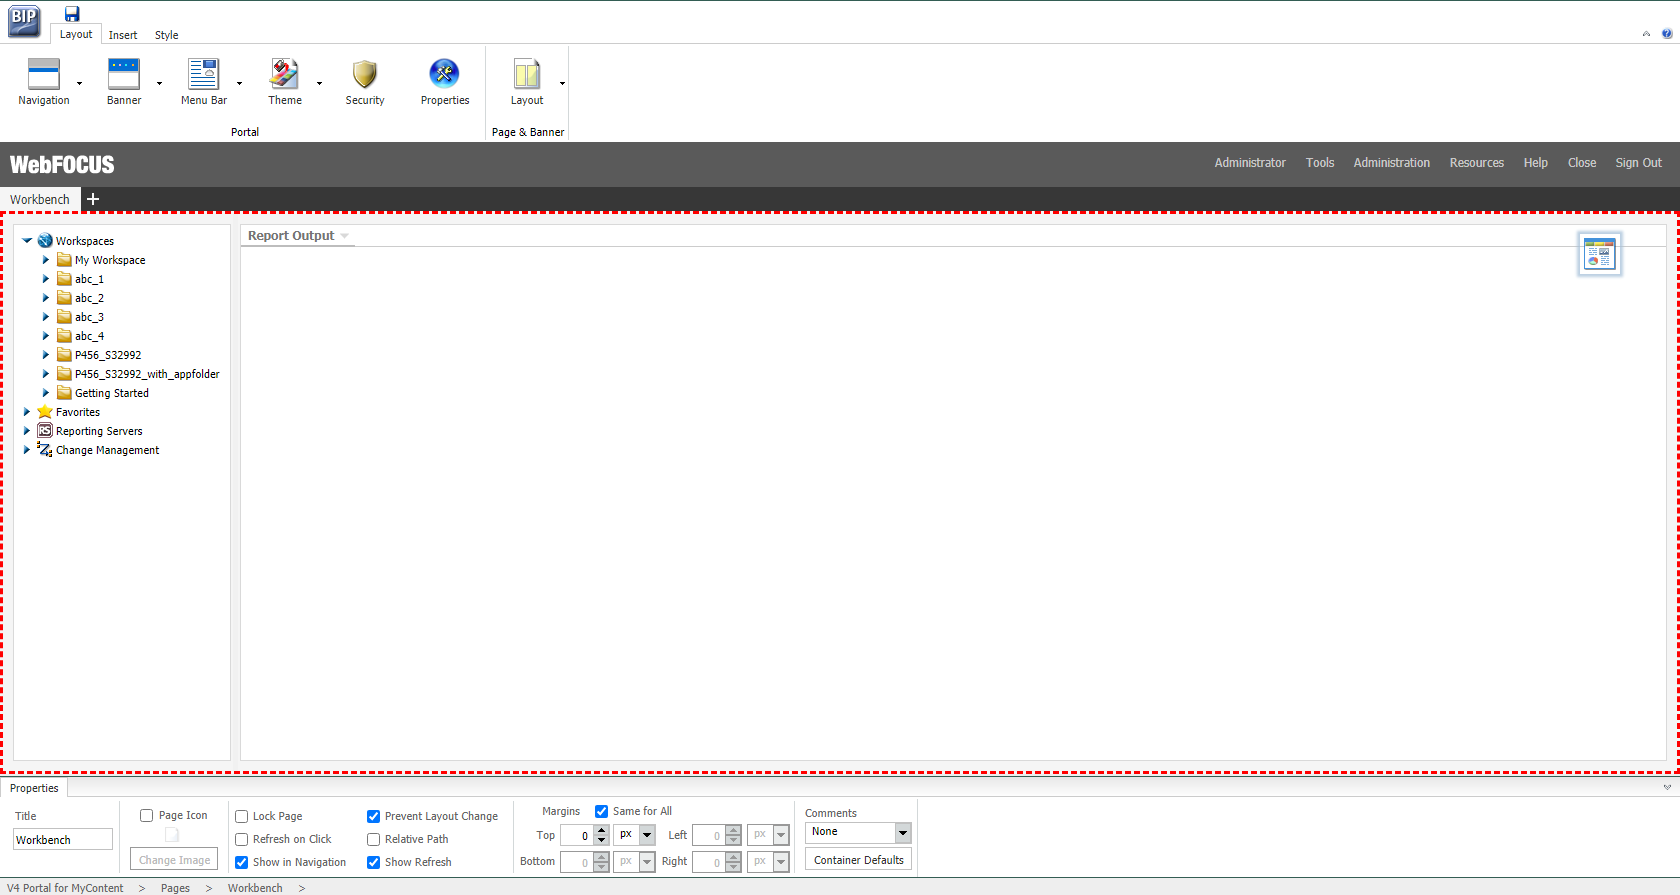 BIP
Layout Insert Style
Navigation Banner Menu Bar Theme Security Properties Layout
Portal Page & Banner
WebFOCUS Administrator Tools Administration Resources Help Close Sign Out
Workbench +
Workspaces
My Workspace
abc_1
abc_2
abc_3
abc_4
P456_S32992
P456_S32992_with_appfolder
Getting Started
Favorites
RS Reporting Servers
Change Management
Report Output
Properties
Title
Workbench
Page Icon
Change Image
Lock Page
Refresh on Click
Show in Navigation
Prevent Layout Change
Relative Path
Show Refresh
Margins Same for All
Top 0 px Left 0 px
Bottom 0 px Right 0 px
Comments
None
Container Defaults
V4 Portal for MyContent > Pages > Workbench >